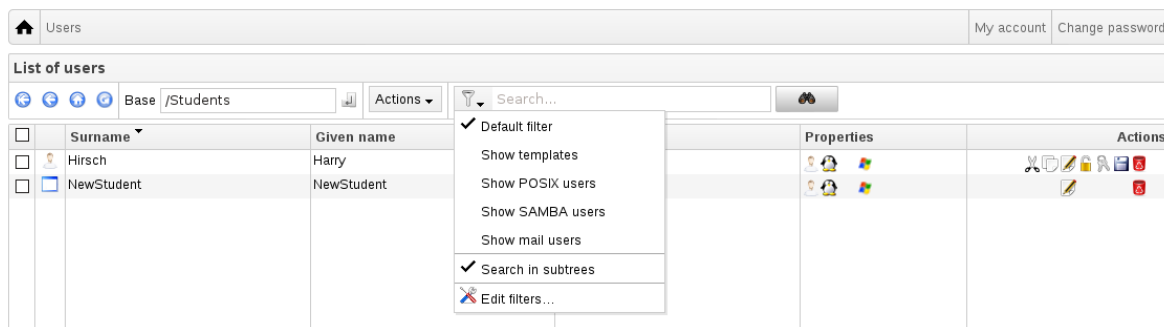 Users
My account
Change password
List of users
Base /Students
Actions
Search...
Surname
Given name
Properties
Actions
Default filter
Show templates
Show POSIX users
Show SAMBA users
Show mail users
Search in subtrees
Edit filters...
Hirsch
Harry
NewStudent
NewStudent